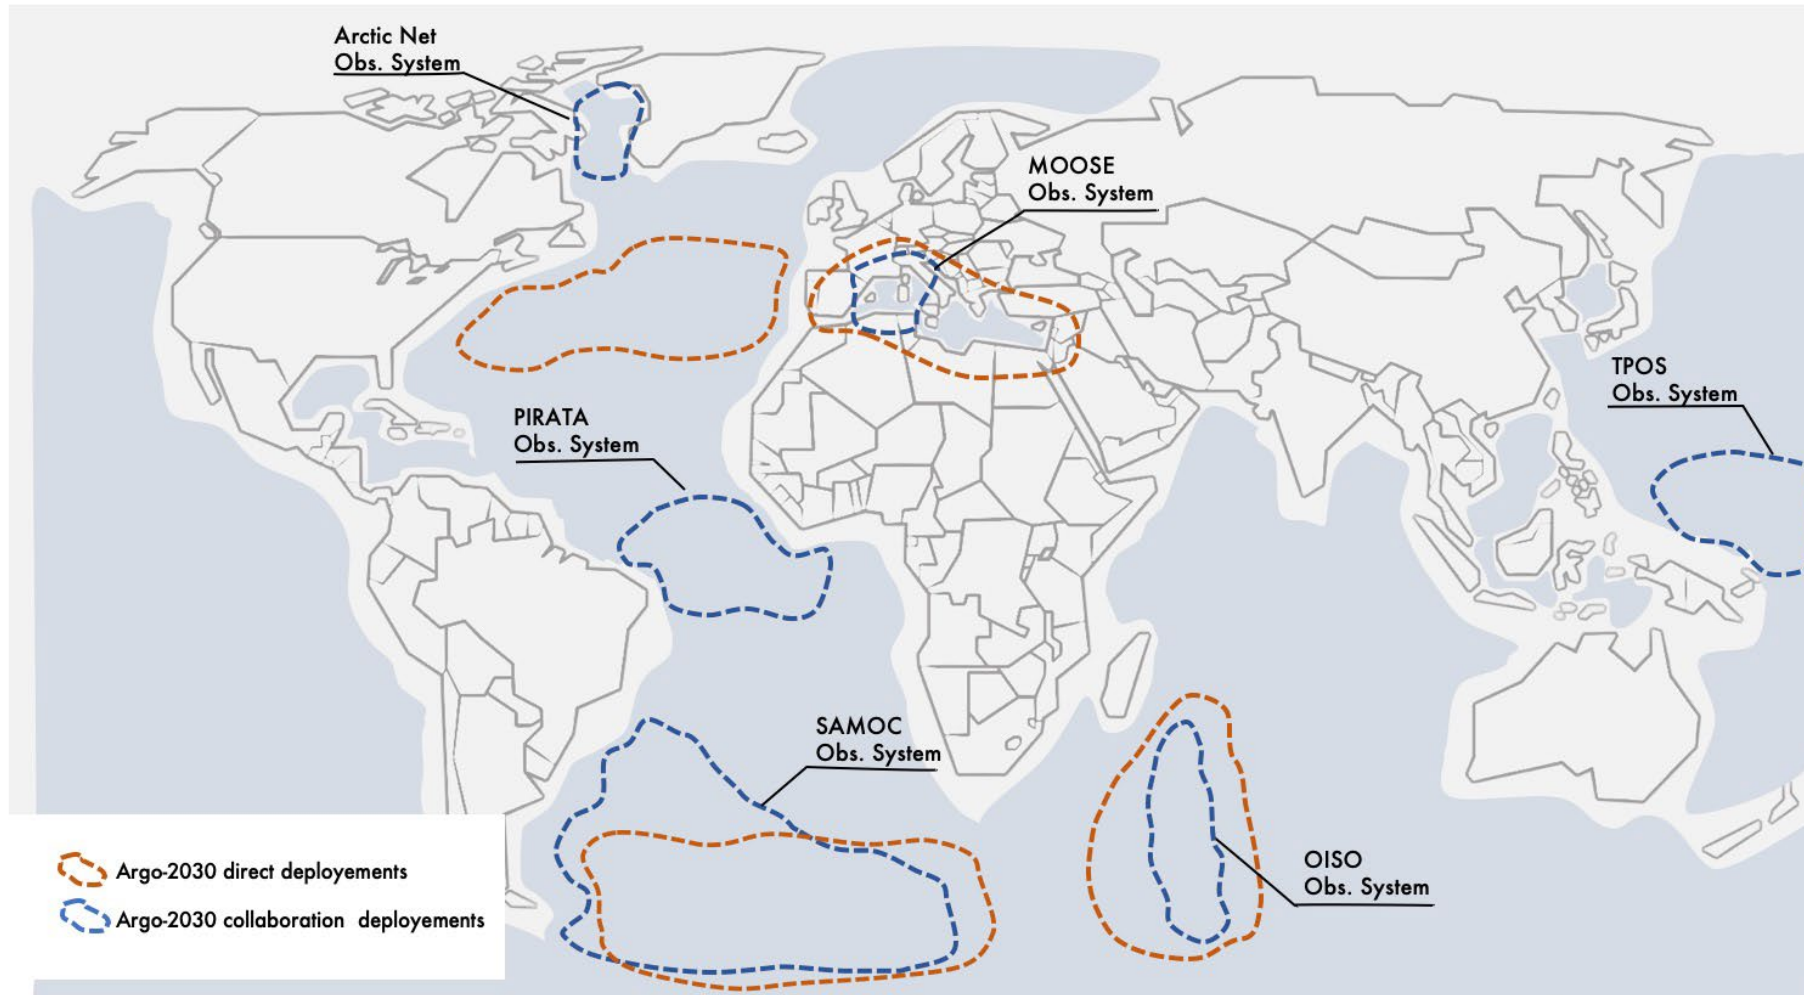 Arctic Net
Obs. System
MOOSE
Obs. System
TPOS
Obs. System
PIRATA
Obs. System
SAMOC
Obs. System
OISO
Obs. System
Argo-2030 direct deployements
Argo-2030 collaboration deployements